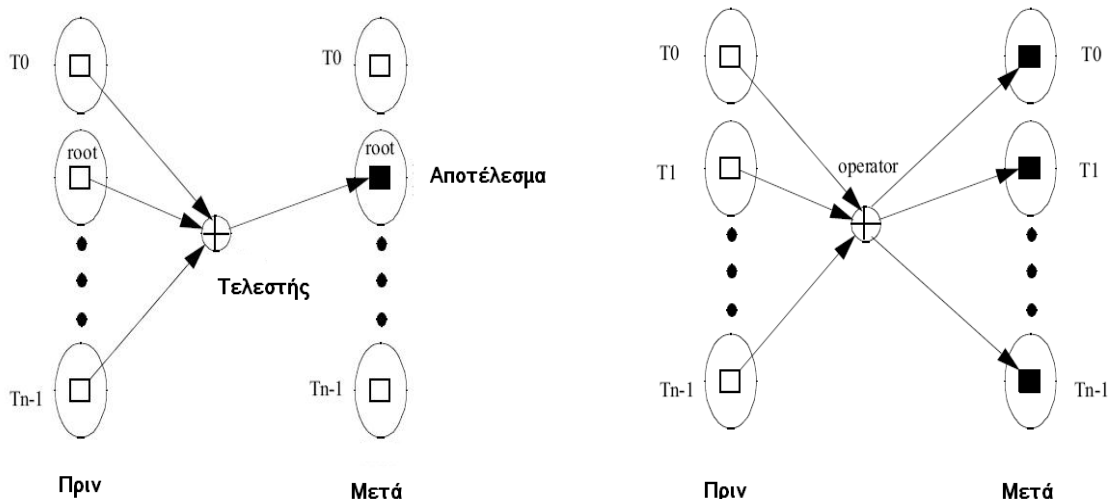 T0
T0
root
root
Αποτέλεσμα
Τελεστής
Tn-1
Tn-1
Πριν
Μετά
T0
T0
T1
operator
T1
Tn-1
Tn-1
Πριν
Μετά